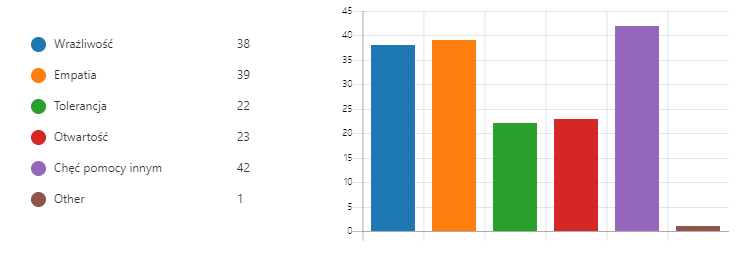 Wrażliwość 38
Empatia 39
Tolerancja 22
Otwartość 23
Chęć pomocy innym 42
Other 1
45
40
35
30
25
20
15
10
5
0